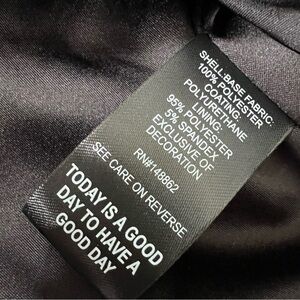 SHELL-BASE FABRIC:
100% POLYESTER
COATING:
POLYURETHANE
LINING:
95% POLYESTER
5% SPANDEX
EXCLUSIVE OF
DECORATION
RN#148862
SEE CARE ON REVERSE
TODAY IS A GOOD
DAY TO HAVE A
GOOD DAY